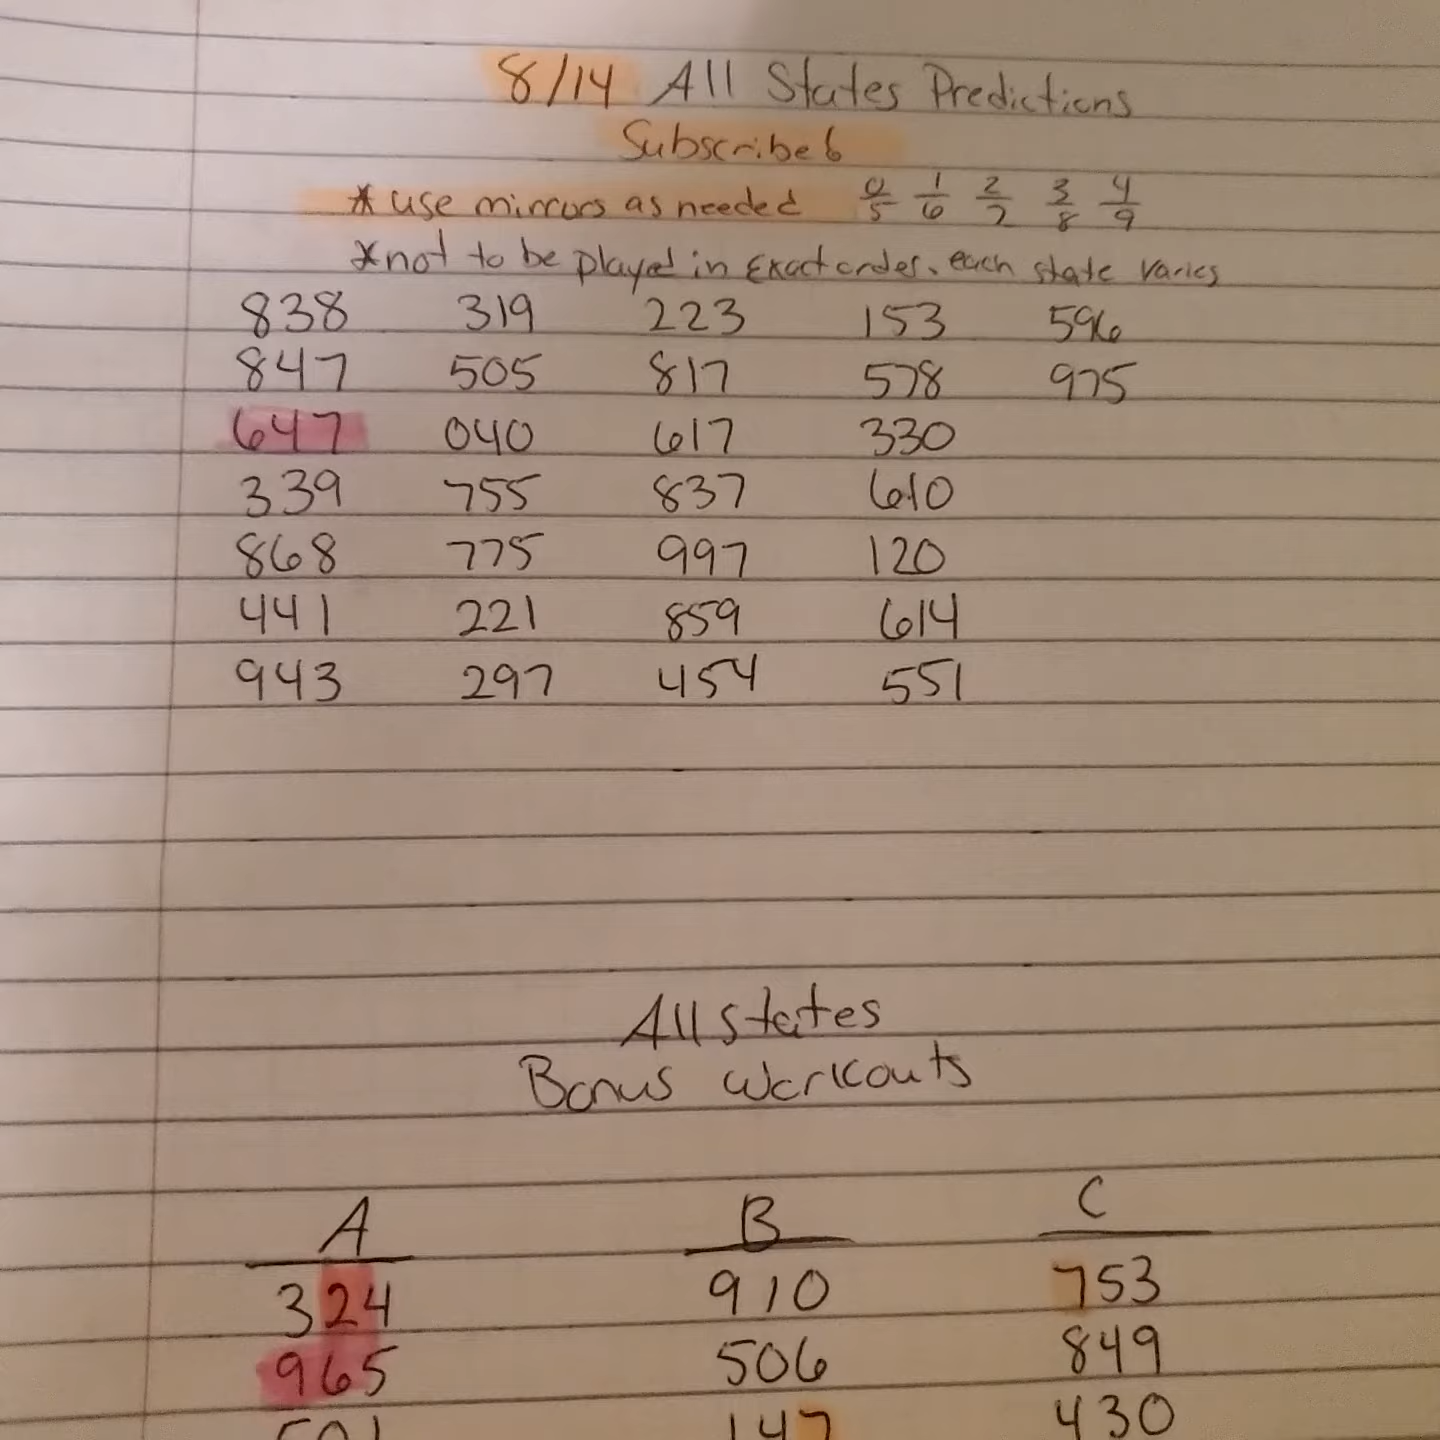 8/14 All States Predictions
Subscribe
* use mirrors as needed 0/5 1/6 2/7 3/8 4/9
* not to be played in exact order. each state varies
838 319 223 153 596
847 505 817 578 975
647 040 617 330
339 755 837 610
868 775 997 120
441 221 859 614
943 297 454 551
All states
Bonus workouts
A B C
324 910 753
965 506 849
501 147 430